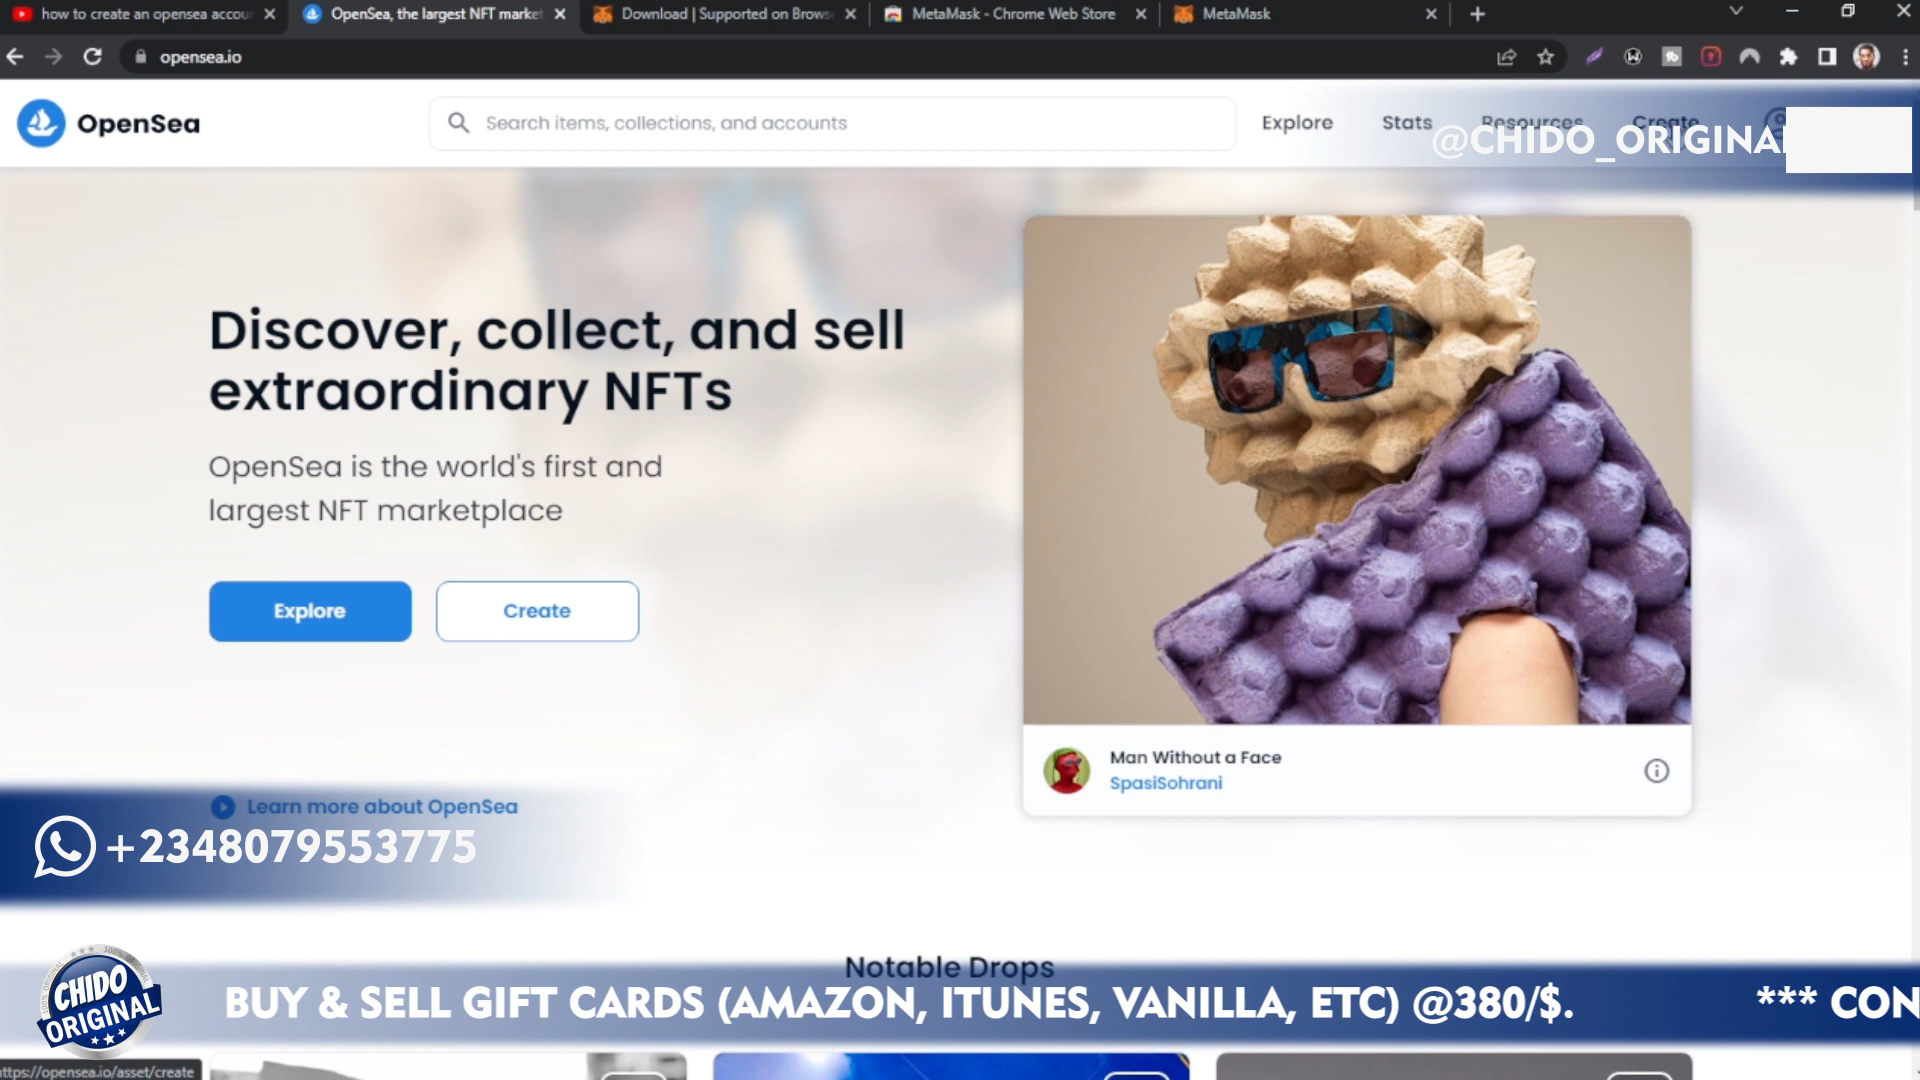 how to create an opensea accou
OpenSea, the largest NFT market
Download | Supported on Brows
MetaMask - Chrome Web Store
MetaMask
opensea.io
OpenSea
Search items, collections, and accounts
Explore
Stats
Resources
Create
@CHIDO_ORIGINAL
Discover, collect, and sell
extraordinary NFTs
OpenSea is the world's first and
largest NFT marketplace
Explore
Create
Man Without a Face
SpasiSohrani
Learn more about OpenSea
+2348079553775
Notable Drops
CHIDO
ORIGINAL
BUY & SELL GIFT CARDS (AMAZON, ITUNES, VANILLA, ETC) @380/$.
*** CON
ttps://opensea.io/asset/create